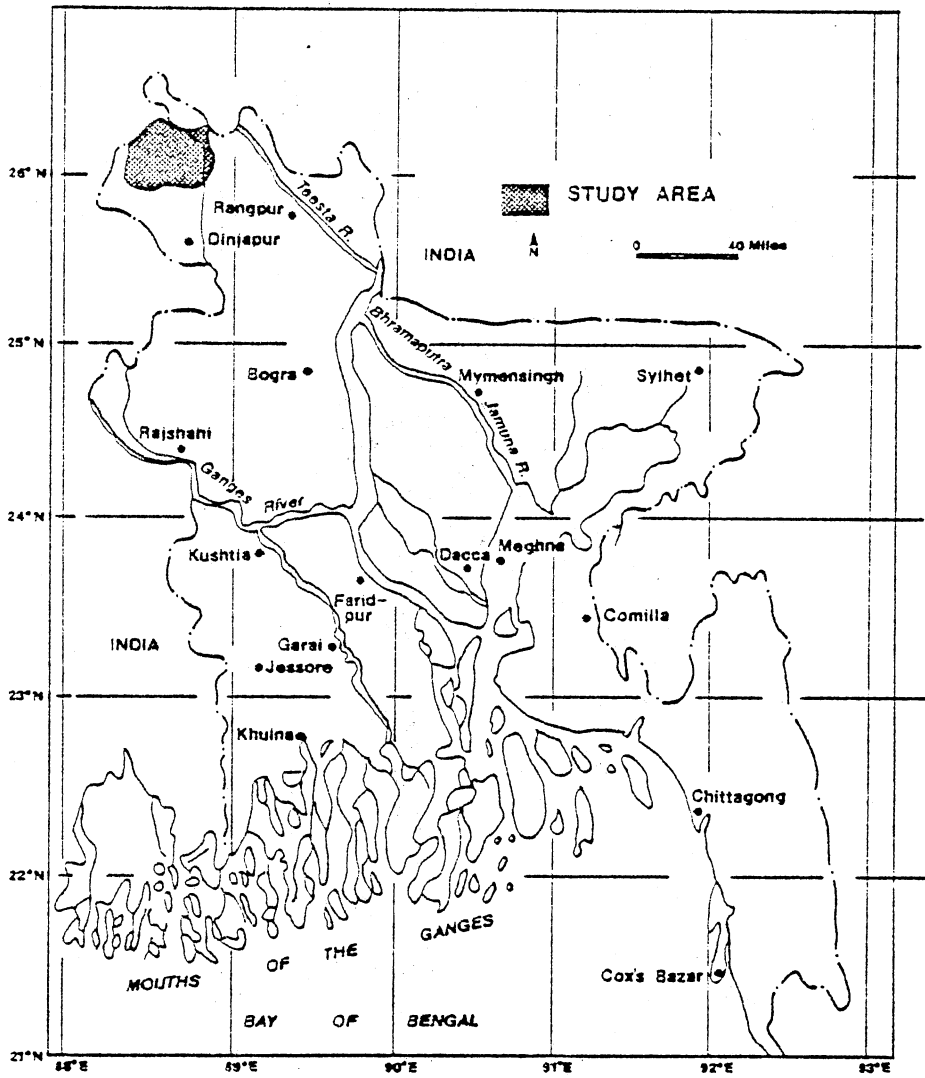 26° N
25° N
24° N
23° N
22° N
21° N
88°E
89°E
90°E
91°E
92°E
93°E
STUDY AREA
N
0
40 Miles
INDIA
Teesta R.
Rangpur
Dinjapur
Bhramaputra
Jamuna R.
Mymensingh
Sylhet
Bogra
Rajshahi
Ganges
River
Kushtia
Dacca
Meghna
Farid-
pur
Comilla
INDIA
Garai
Jessore
Khulna
Chittagong
Cox's Bazar
MOUTHS OF THE GANGES
BAY OF BENGAL